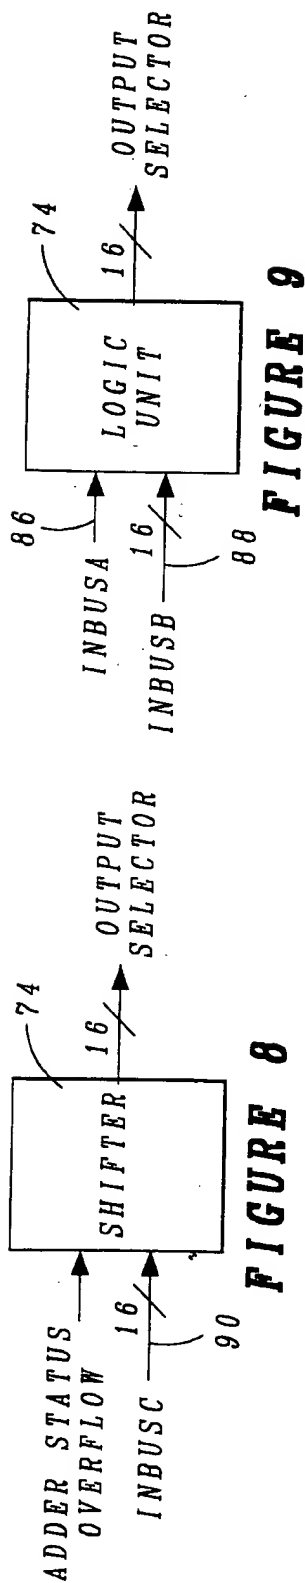 ADDER STATUS
OVERFLOW
INBUSC
16
90
SHIFTER
74
16
OUTPUT
SELECTOR
FIGURE 8
INBUSA
86
INBUSB
16
88
LOGIC
UNIT
74
16
OUTPUT
SELECTOR
FIGURE 9